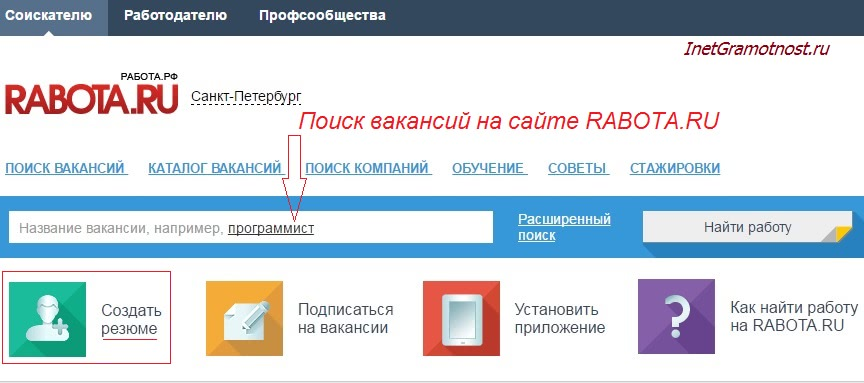 Соискателю Работодателю Профсообщества
InetGramotnost.ru
РАБОТА.РФ
RABOTA.RU Санкт-Петербург
Поиск вакансий на сайте RABOTA.RU
ПОИСК ВАКАНСИЙ КАТАЛОГ ВАКАНСИЙ ПОИСК КОМПАНИЙ ОБУЧЕНИЕ СОВЕТЫ СТАЖИРОВКИ
Название вакансии, например, программист
Расширенный
поиск
Найти работу
Создать
резюме
Подписаться
на вакансии
Установить
приложение
?
Как найти работу
на RABOTA.RU